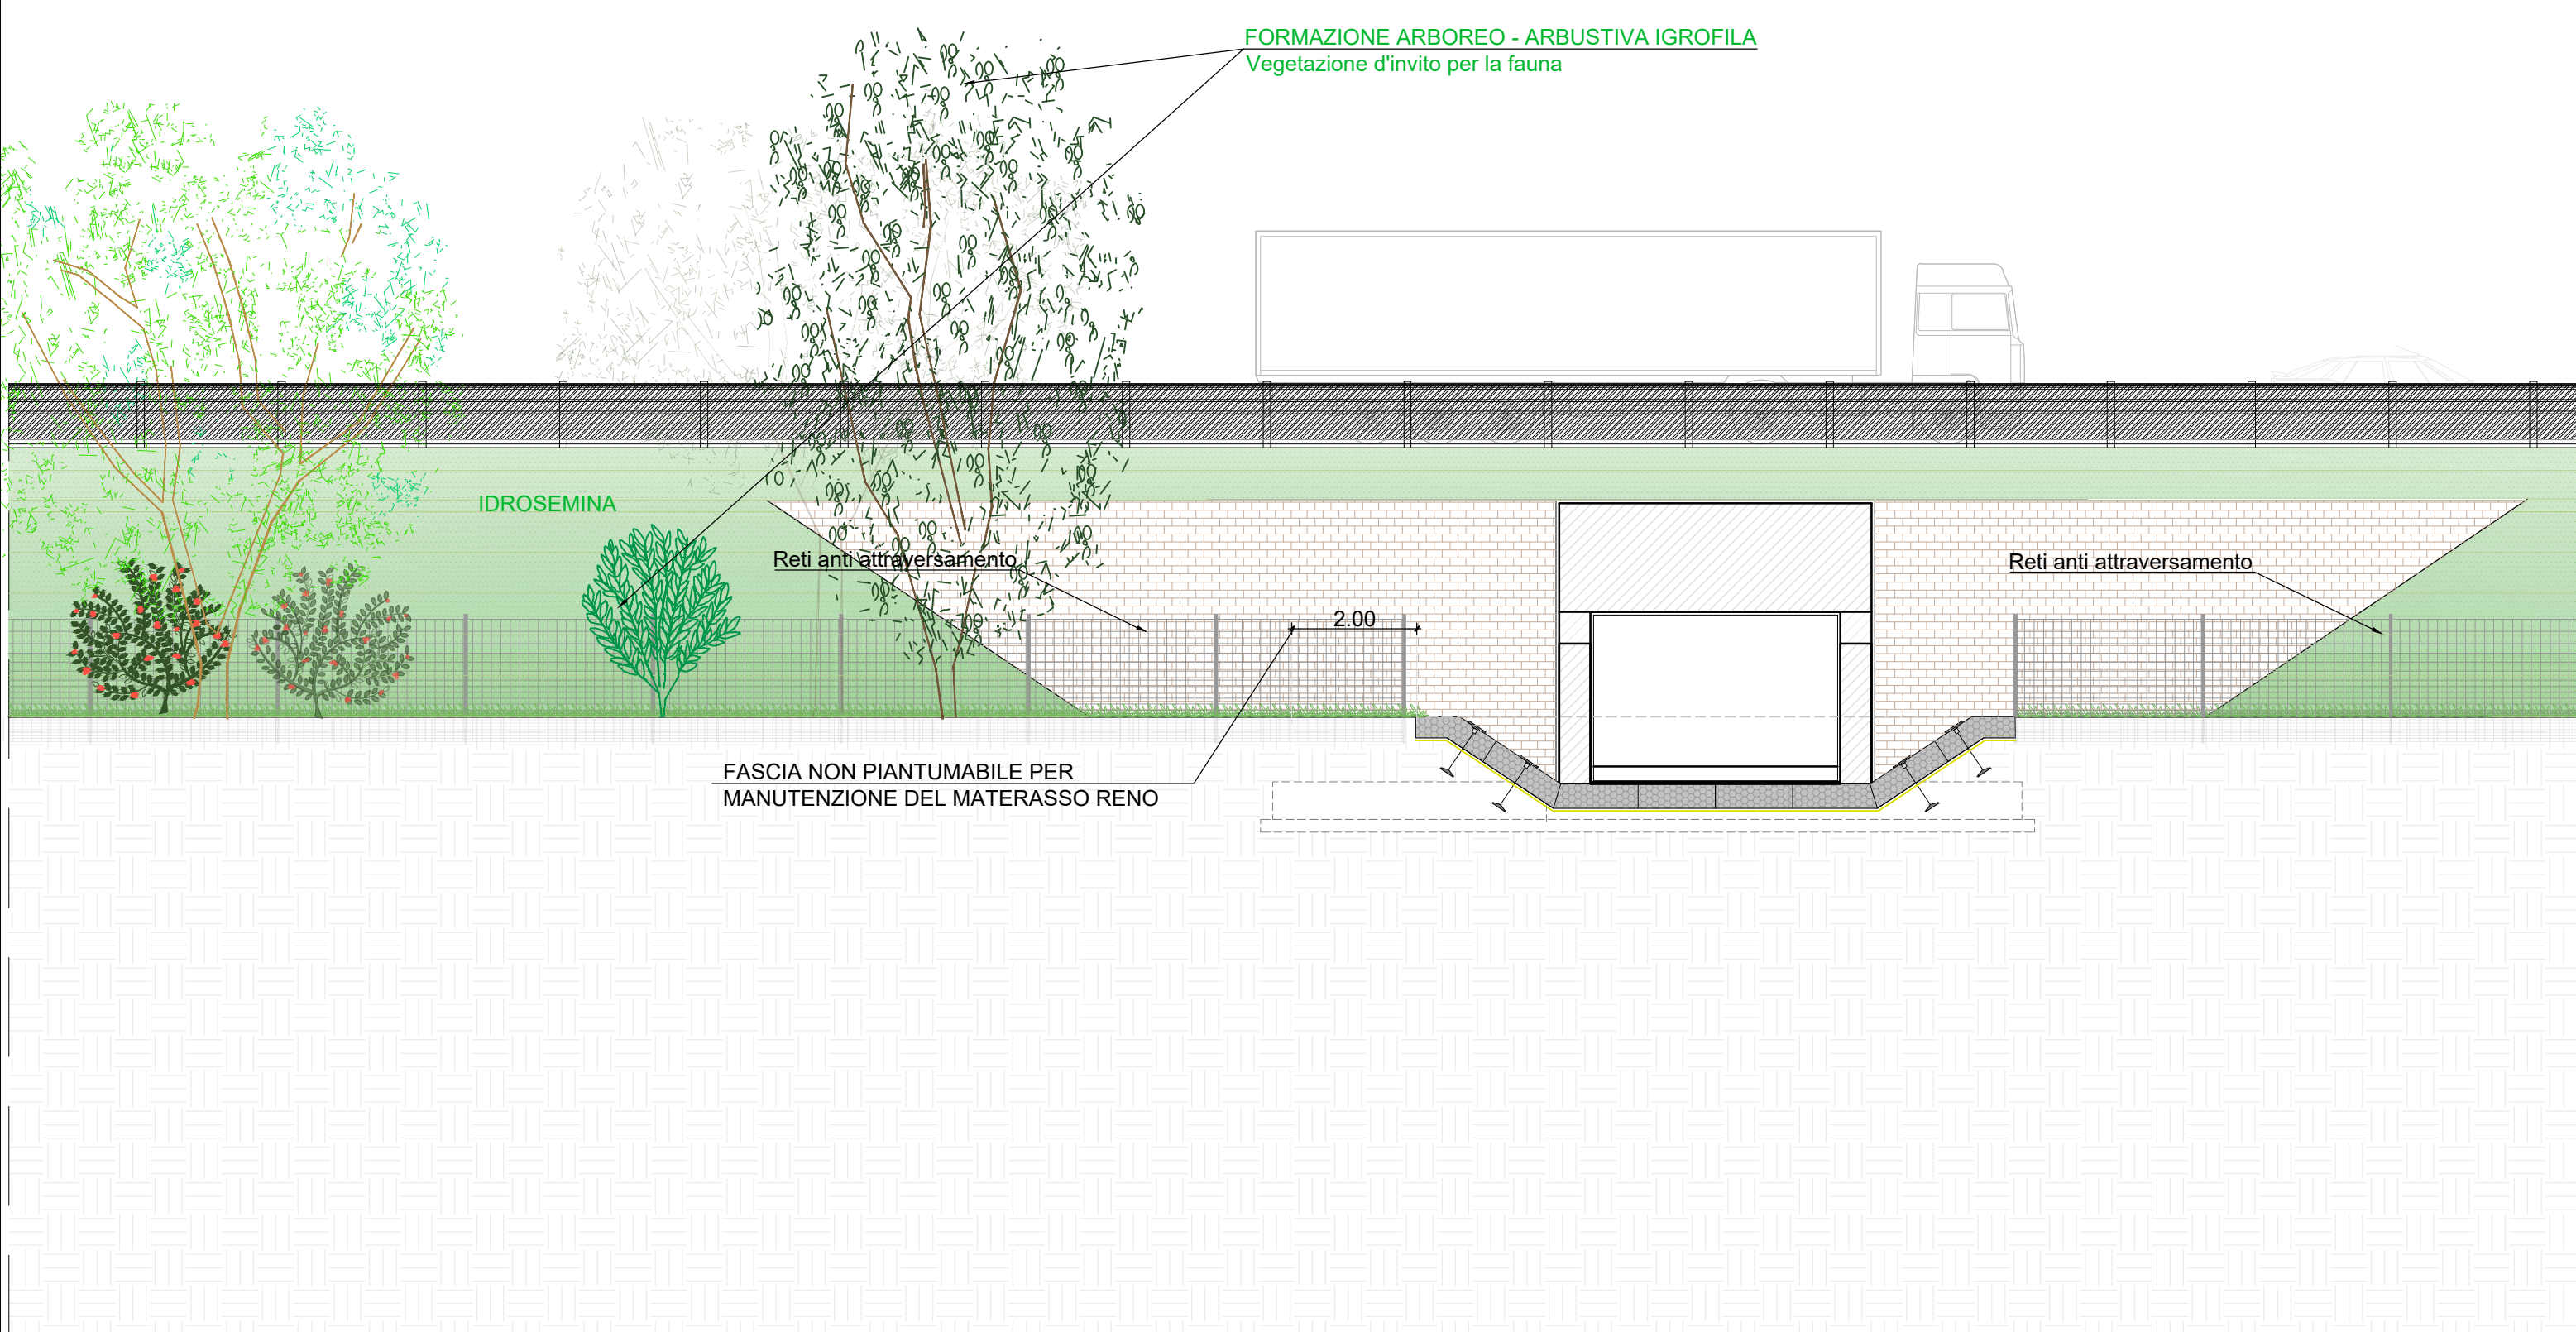 FORMAZIONE ARBOREO - ARBUSTIVA IGROFILA
Vegetazione d'invito per la fauna
IDROSEMINA
Reti anti attraversamento
Reti anti attraversamento
2.00
FASCIA NON PIANTUMABILE PER
MANUTENZIONE DEL MATERASSO RENO